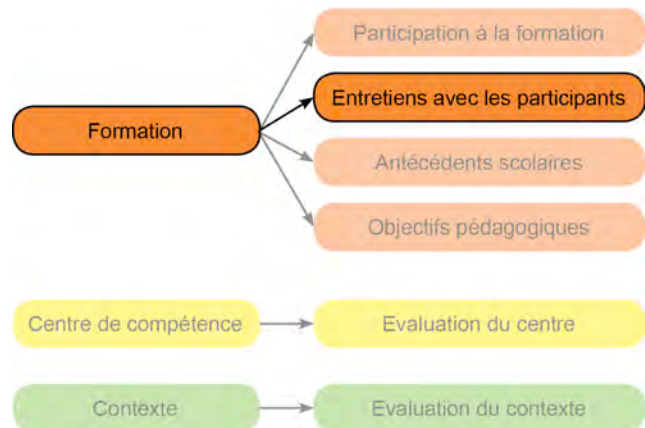 Participation à la formation
Entretiens avec les participants
Formation
Antécédents scolaires
Objectifs pédagogiques
Centre de compétence
Evaluation du centre
Contexte
Evaluation du contexte